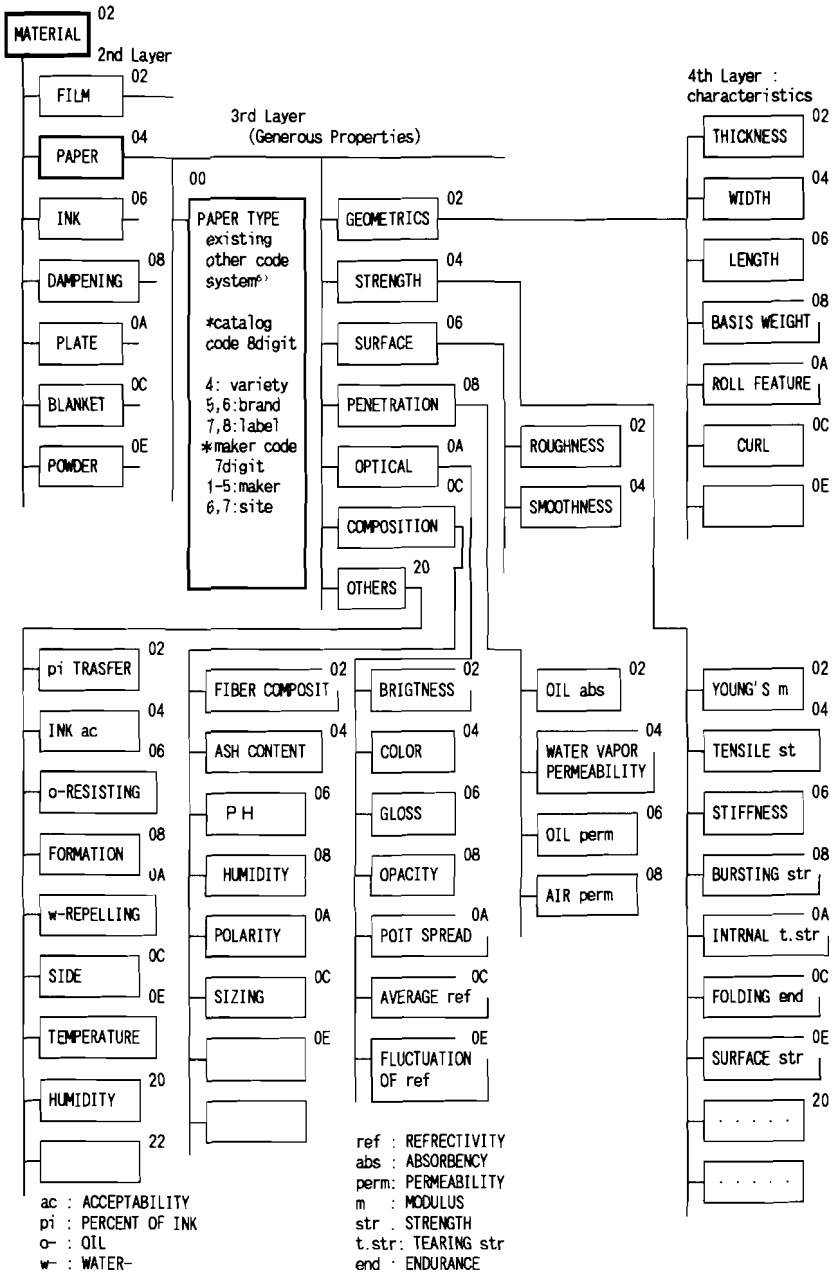 02
MATERIAL
2nd Layer
02
FILM
04
PAPER
06
INK
08
DAMPENING
0A
PLATE
0C
BLANKET
0E
POWDER
3rd Layer
(Generous Properties)
00
PAPER TYPE
existing
other code
system6)
*catalog
code 8digit
4: variety
5,6:brand
7,8:label
*maker code
7digit
1-5:maker
6,7:site
02
GEOMETRICS
04
STRENGTH
06
SURFACE
08
PENETRATION
0A
OPTICAL
0C
COMPOSITION
20
OTHERS
02
ROUGHNESS
04
SMOOTHNESS
4th Layer :
characteristics
02
THICKNESS
04
WIDTH
06
LENGTH
08
BASIS WEIGHT
0A
ROLL FEATURE
0C
CURL
0E
02
pi TRASFER
04
INK ac
06
o-RESISTING
08
FORMATION
0A
w-REPELLING
0C
SIDE
0E
TEMPERATURE
20
HUMIDITY
22
02
FIBER COMPOSIT
04
ASH CONTENT
06
PH
08
HUMIDITY
0A
POLARITY
0C
SIZING
0E
02
BRIGTNESS
04
COLOR
06
GLOSS
08
OPACITY
0A
POIT SPREAD
0C
AVERAGE ref
0E
FLUCTUATION
OF ref
02
OIL abs
04
WATER VAPOR
PERMEABILITY
06
OIL perm
08
AIR perm
02
YOUNG'S m
04
TENSILE st
06
STIFFNESS
08
BURSTING str
0A
INTRNAL t.str
0C
FOLDING end
0E
SURFACE str
20
. . . . .
. . . . .
ac : ACCEPTABILITY
pi : PERCENT OF INK
o- : OIL
w- : WATER-
ref : REFRECTIVITY
abs : ABSORBENCY
perm: PERMEABILITY
m : MODULUS
str . STRENGTH
t.str: TEARING str
end : ENDURANCE